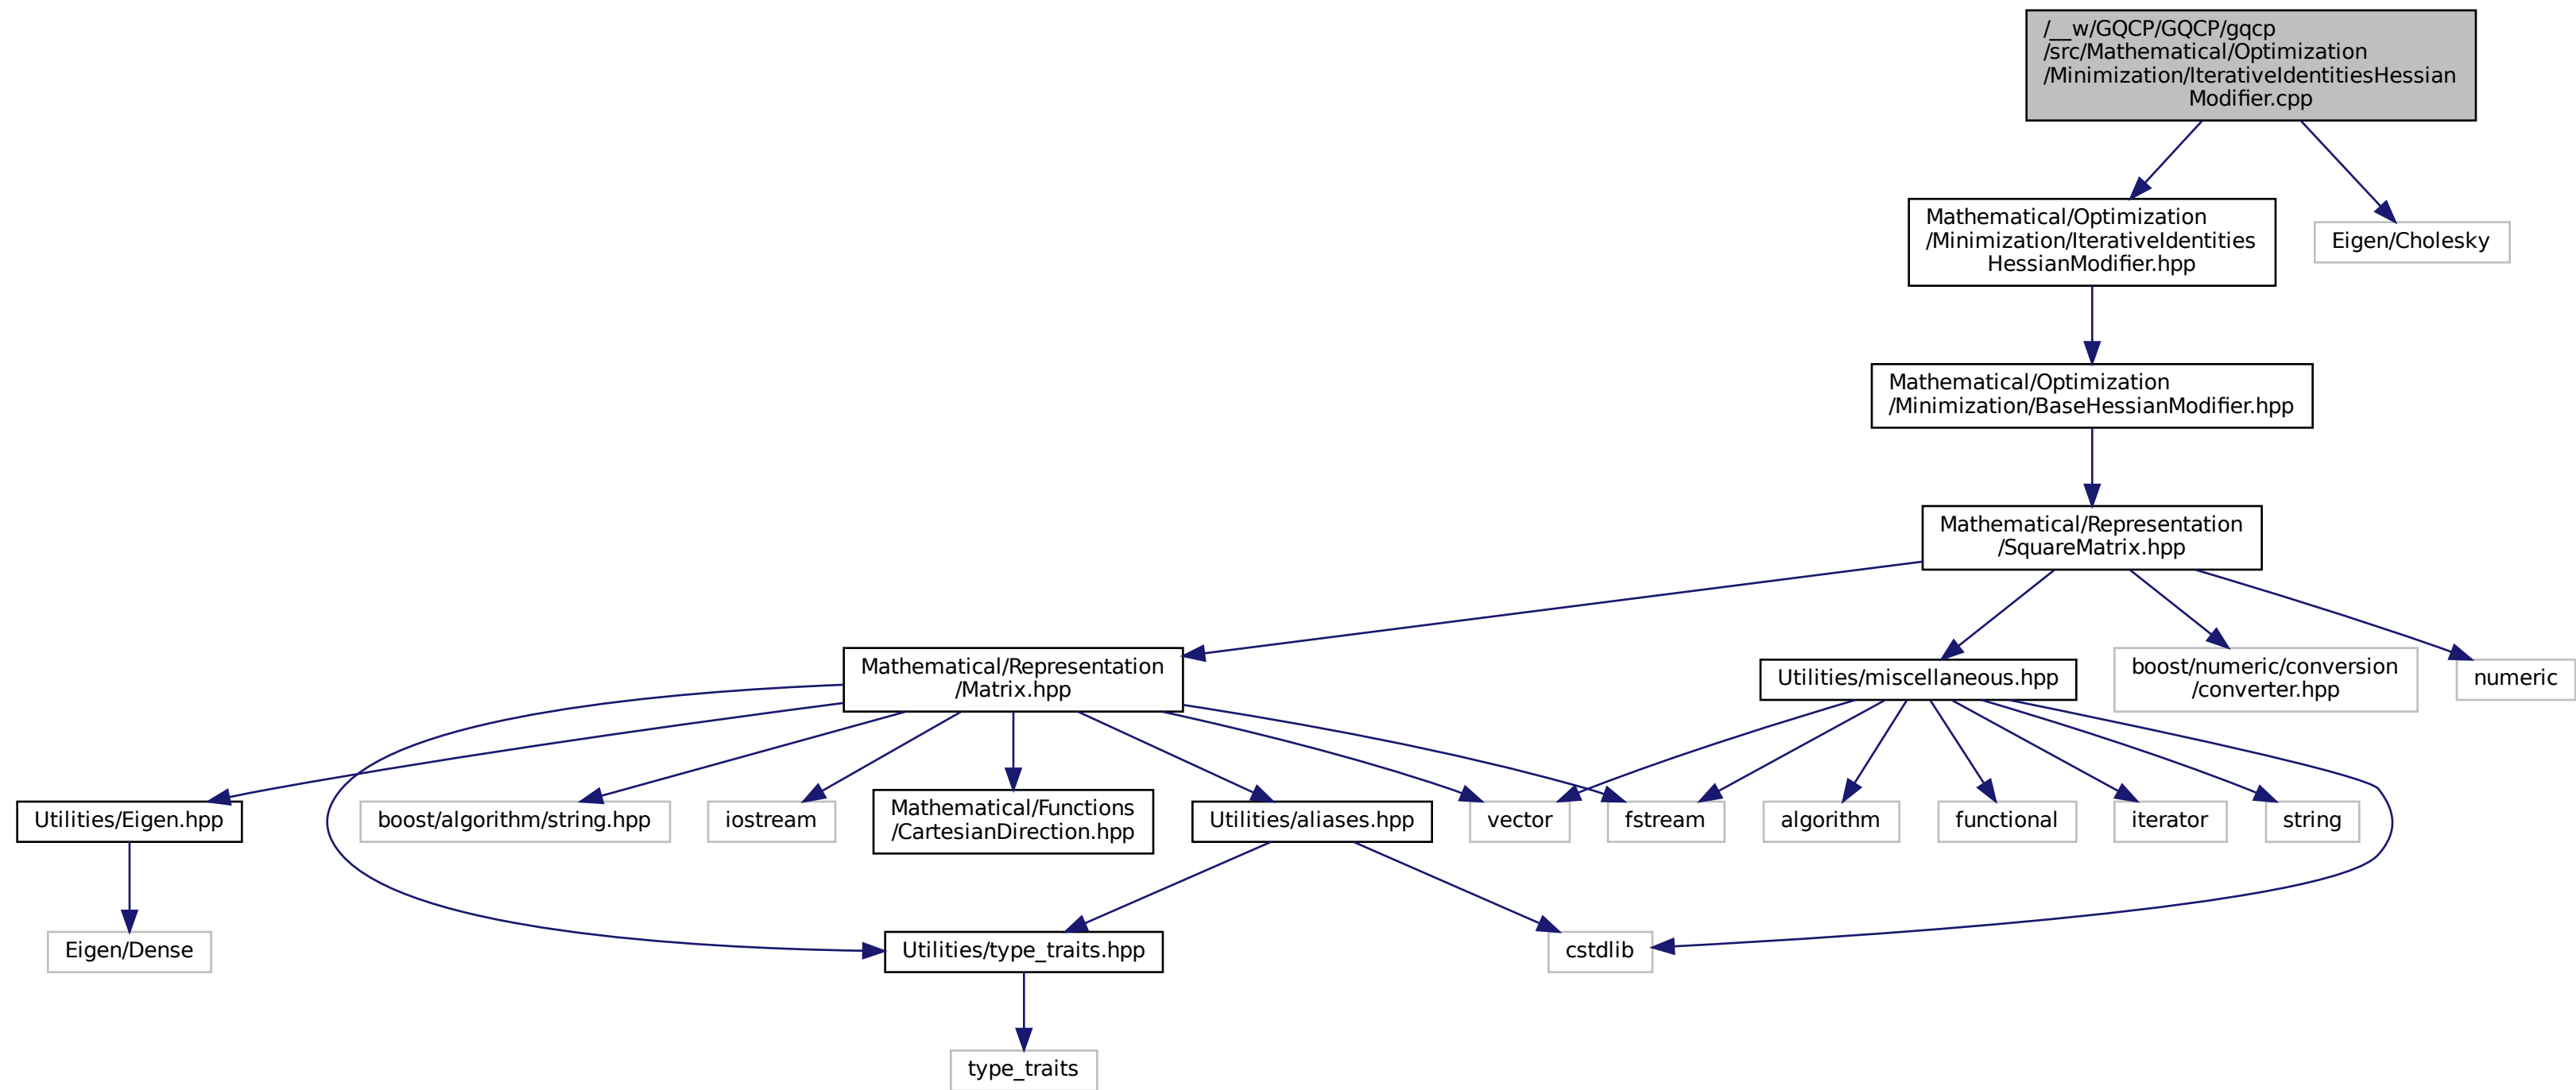 /__w/GQCP/GQCP/gqcp
/src/Mathematical/Optimization
/Minimization/IterativeIdentitiesHessian
Modifier.cpp
Mathematical/Optimization
/Minimization/IterativeIdentities
HessianModifier.hpp
Eigen/Cholesky
Mathematical/Optimization
/Minimization/BaseHessianModifier.hpp
Mathematical/Representation
/SquareMatrix.hpp
Mathematical/Representation
/Matrix.hpp
Utilities/miscellaneous.hpp
boost/numeric/conversion
/converter.hpp
numeric
Utilities/Eigen.hpp
boost/algorithm/string.hpp
iostream
Mathematical/Functions
/CartesianDirection.hpp
Utilities/aliases.hpp
vector
fstream
algorithm
functional
iterator
string
Eigen/Dense
Utilities/type_traits.hpp
cstdlib
type_traits